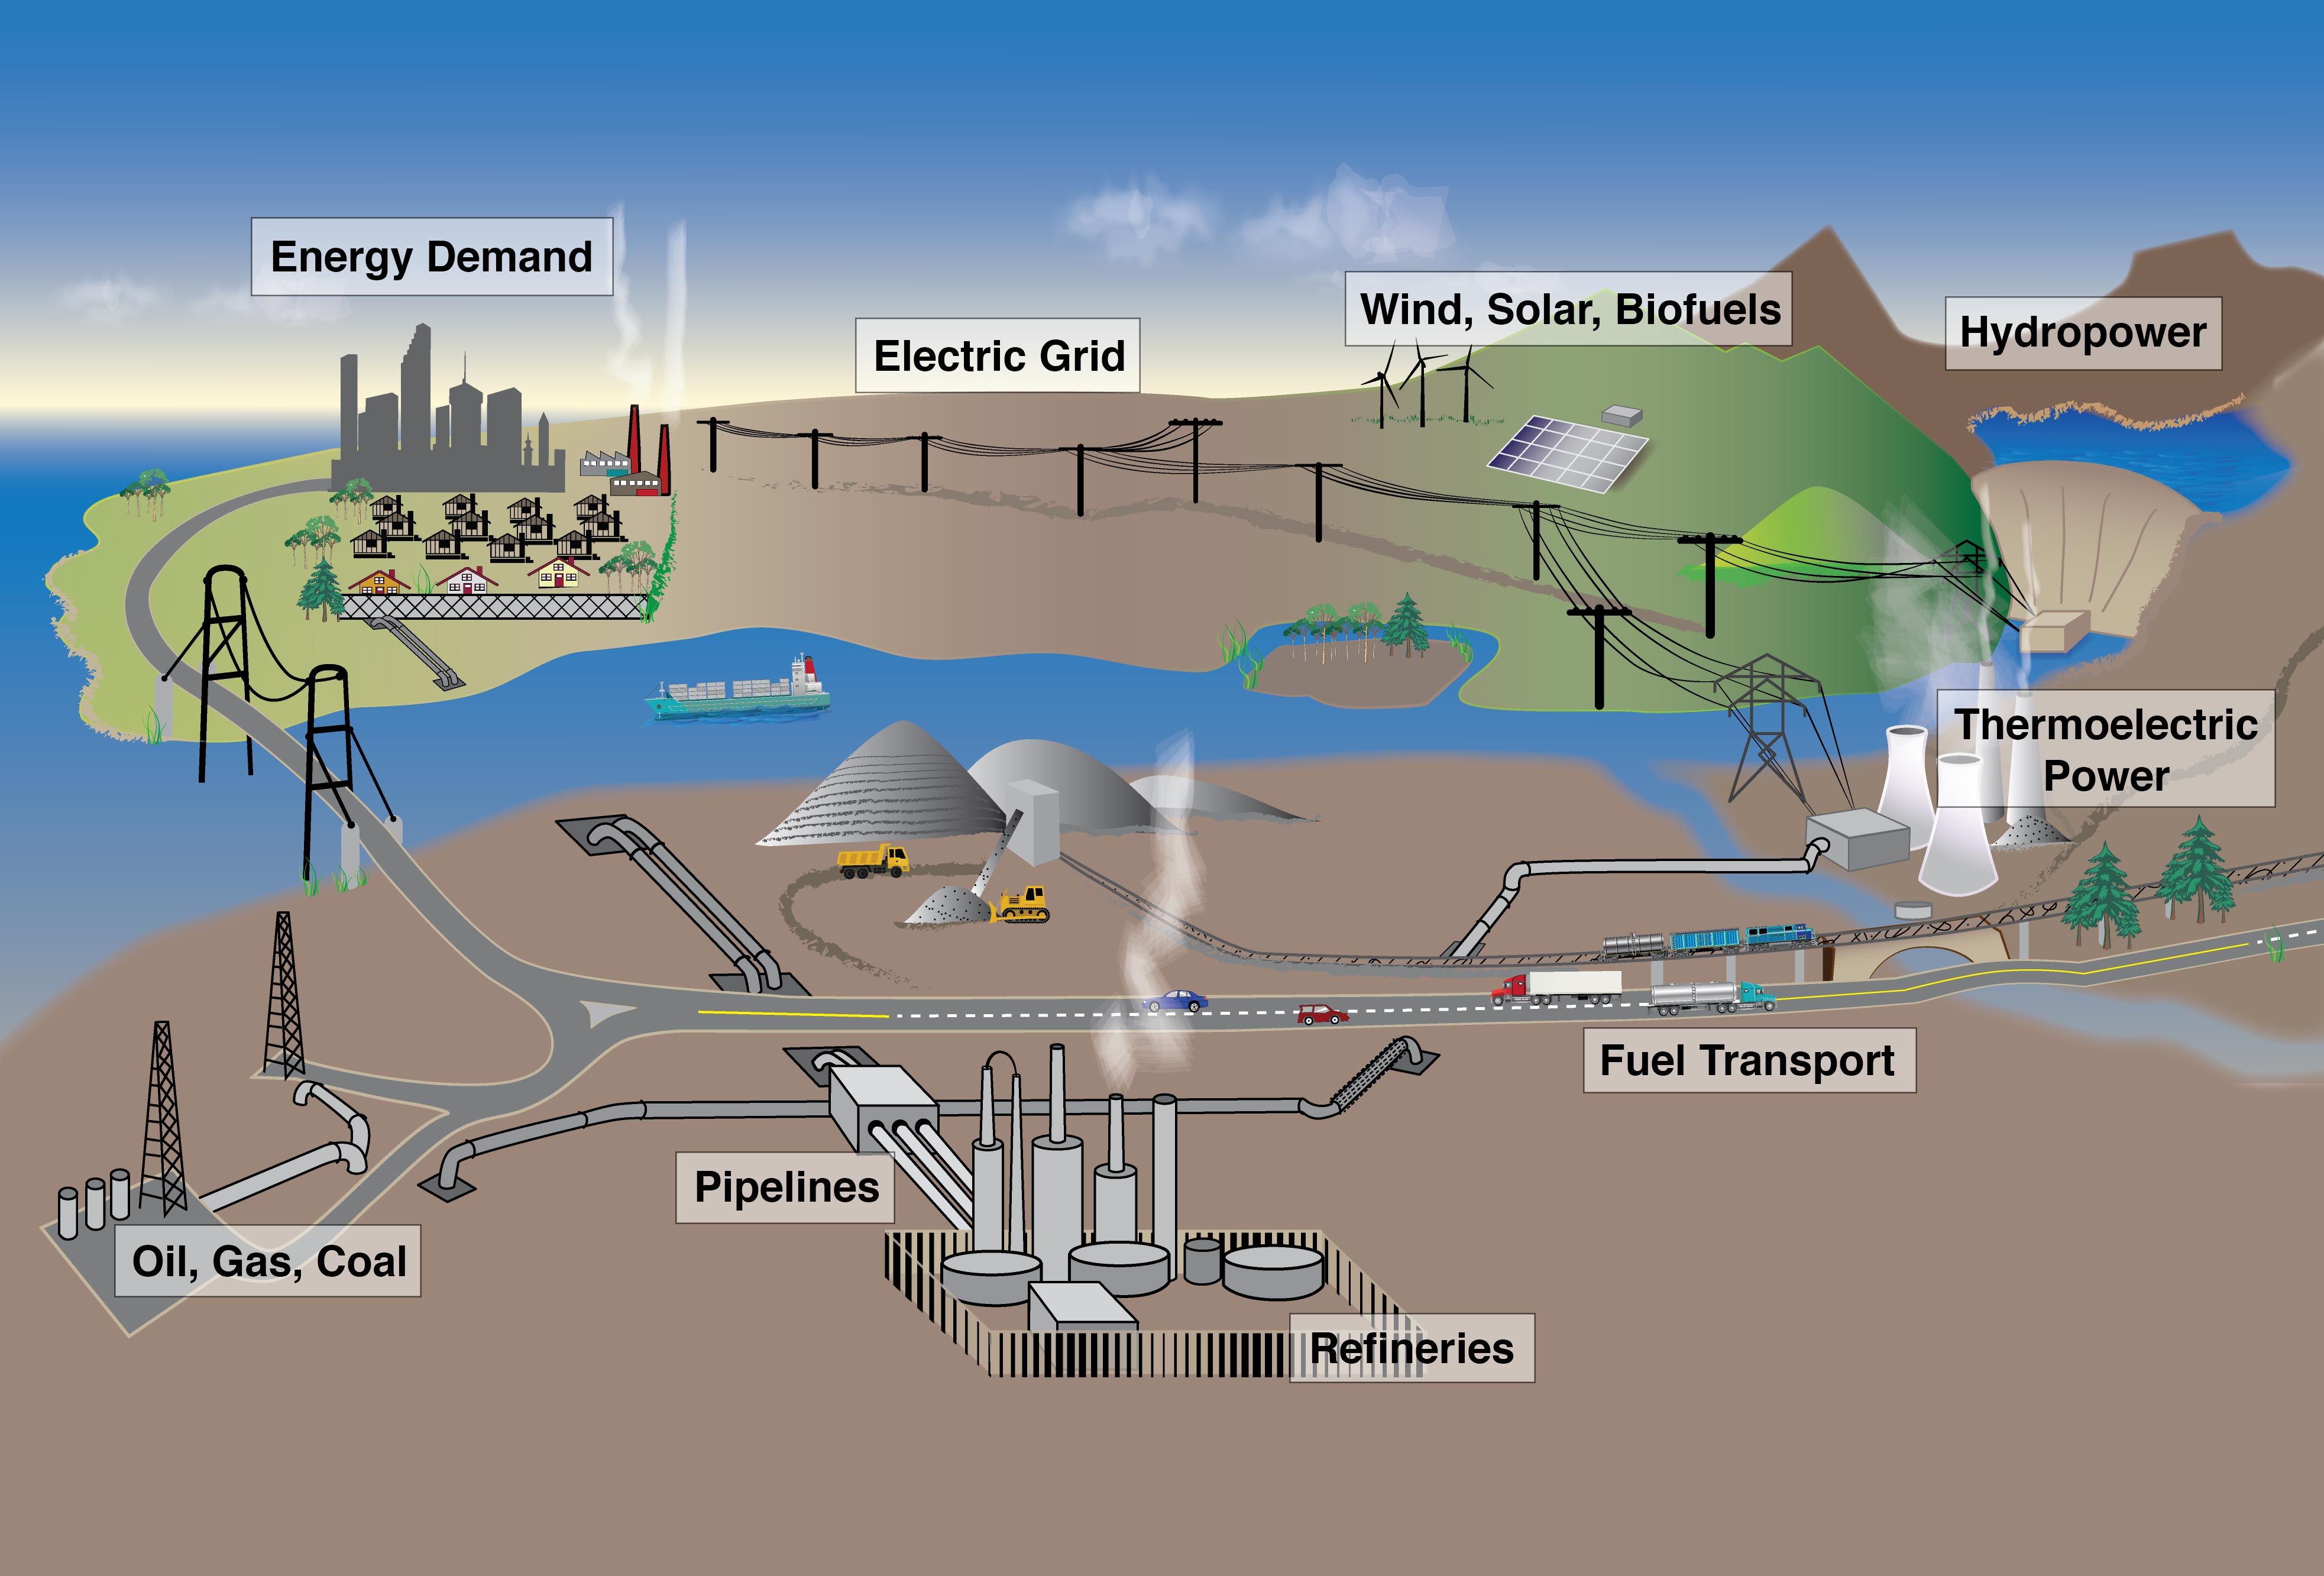 Energy Demand
Electric Grid
Wind, Solar, Biofuels
Hydropower
Thermoelectric
Power
Fuel Transport
Pipelines
Oil, Gas, Coal
Refineries